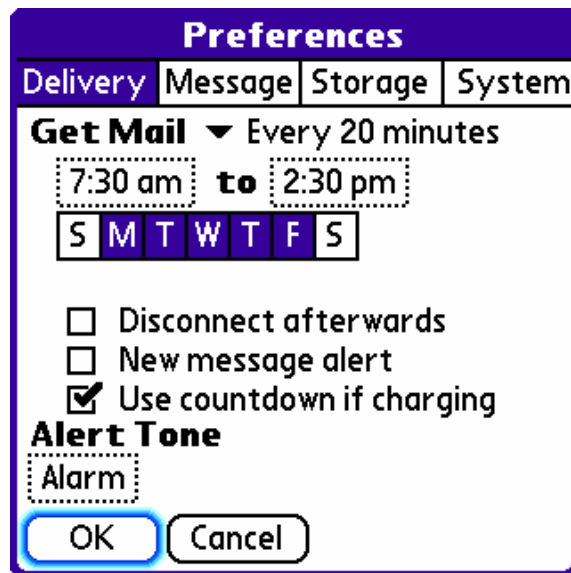 Preferences
Delivery Message Storage System
Get Mail Every 20 minutes
7:30 am to 2:30 pm
S M T W T F S
Disconnect afterwards
New message alert
Use countdown if charging
Alert Tone
Alarm
OK Cancel